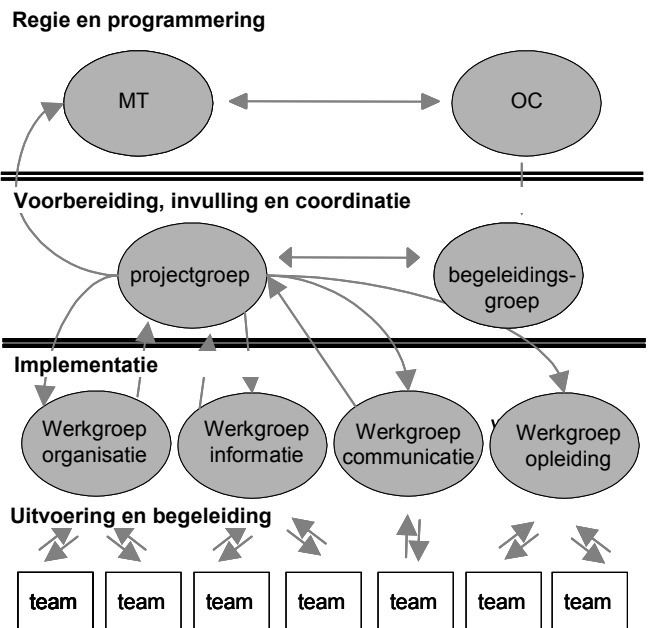 Regie en programmering
MT
OC
Voorbereiding, invulling en coordinatie
projectgroep
begeleidings-
groep
Implementatie
Werkgroep
organisatie
Werkgroep
informatie
Werkgroep
communicatie
Werkgroep
opleiding
Uitvoering en begeleiding
team
team
team
team
team
team
team